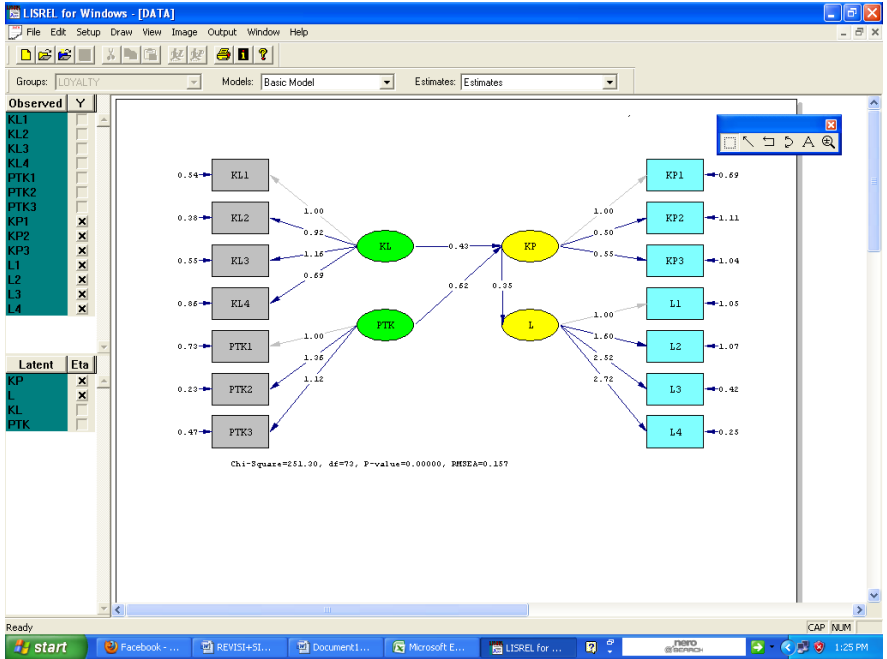 LISREL for Windows - [DATA]
File Edit Setup Draw View Image Output Window Help
Groups: LOYALTY Models: Basic Model Estimates: Estimates
Observed Y
KL1
KL2
KL3
KL4
PTK1
PTK2
PTK3
KP1
KP2
KP3
L1
L2
L3
L4
Latent Eta
KP
L
KL
PTK
0.54 KL1
0.38 KL2
0.55 KL3
0.86 KL4
0.73 PTK1
0.23 PTK2
0.47 PTK3
1.00
0.92
1.16
0.69
1.00
1.36
1.12
KL
PTK
0.43
0.62
KP
0.35
L
1.00
0.50
0.55
1.00
1.60
2.52
2.72
KP1 0.69
KP2 1.11
KP3 1.04
L1 1.05
L2 1.07
L3 0.42
L4 0.25
Chi-Square=251.30, df=73, P-value=0.00000, RMSEA=0.157
Ready CAP NUM
start Facebook - ... REVISI+SI... Document1... Microsoft E... LISREL for ... nero SEARCH 1:25 PM